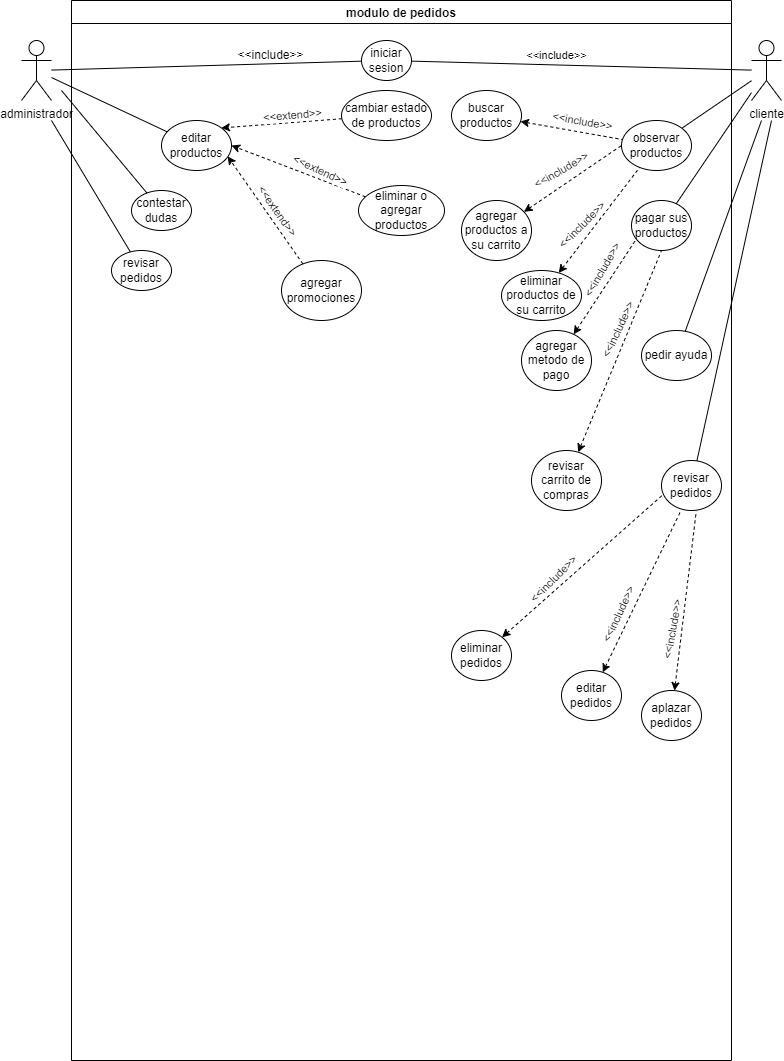 modulo de pedidos
<<include>>
iniciar
sesion
<<include>>
administrador
cliente
editar
productos
<<extend>>
cambiar estado
de productos
<<extend>>
eliminar o
agregar
productos
<<extend>>
agregar
promociones
contestar
dudas
revisar
pedidos
buscar
productos
<<include>>
observar
productos
<<include>>
agregar
productos a
su carrito
<<include>>
eliminar
productos de
su carrito
pagar sus
productos
<<include>>
agregar
metodo de
pago
<<include>>
revisar
carrito de
compras
pedir ayuda
revisar
pedidos
<<include>>
eliminar
pedidos
<<include>>
editar
pedidos
<<include>>
aplazar
pedidos